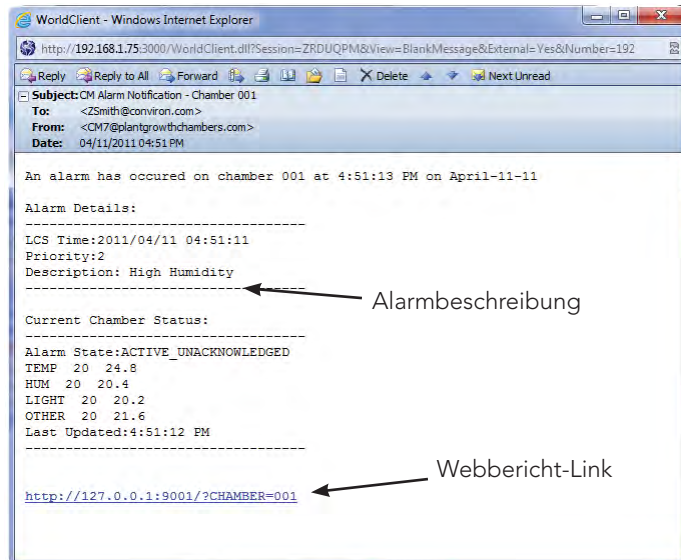 WorldClient - Windows Internet Explorer
http://192.168.1.75:3000/WorldClient.dll?Session=ZRDUQPM&View=BlankMessage&External=Yes&Number=192
Reply Reply to All Forward Delete Next Unread
Subject: CM Alarm Notification - Chamber 001
To: <ZSmith@conviron.com>
From: <CM7@plantgrowthchambers.com>
Date: 04/11/2011 04:51 PM
An alarm has occured on chamber 001 at 4:51:13 PM on April-11-11
Alarm Details:
-----------------------------------
LCS Time:2011/04/11 04:51:11
Priority:2
Description: High Humidity
-----------------------------------
Alarmbeschreibung
Current Chamber Status:
-----------------------------------
Alarm State:ACTIVE_UNACKNOWLEDGED
TEMP 20 24.8
HUM 20 20.4
LIGHT 20 20.2
OTHER 20 21.6
Last Updated:4:51:12 PM
-----------------------------------
Webbericht-Link
http://127.0.0.1:9001/?CHAMBER=001